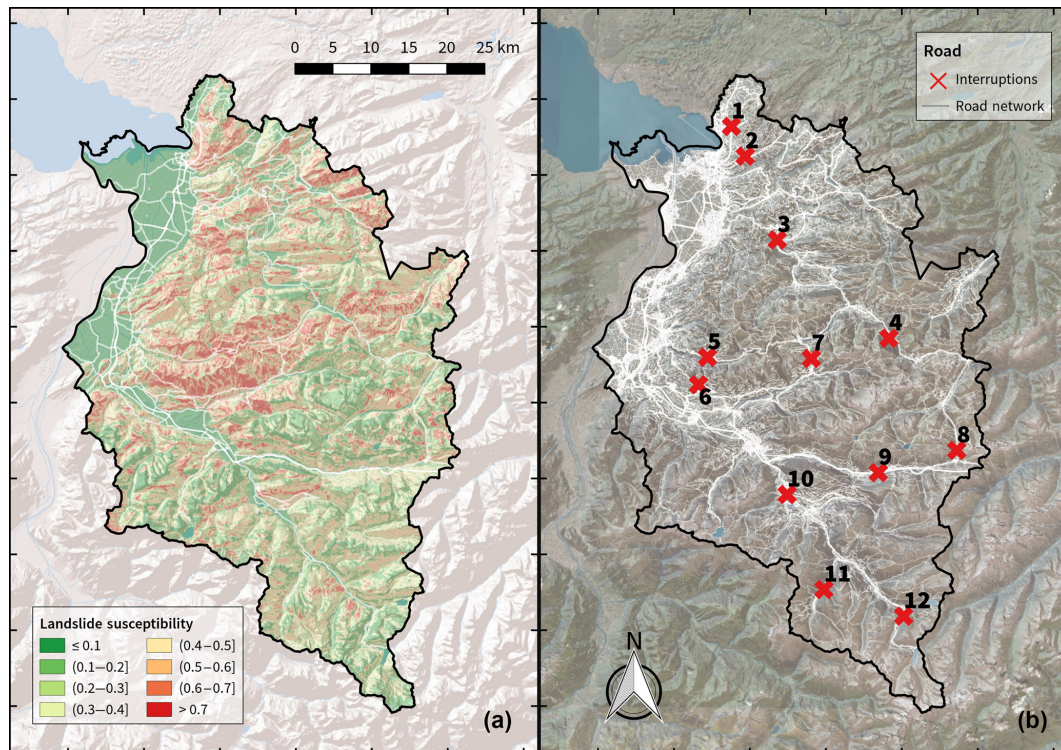 0 5 10 15 20 25 km
Landslide susceptibility
≤ 0.1 (0.4–0.5]
(0.1–0.2] (0.5–0.6]
(0.2–0.3] (0.6–0.7]
(0.3–0.4] > 0.7
(a)
Road
Interruptions
Road network
1
2
3
4
5
7
6
8
9
10
11
12
N
(b)